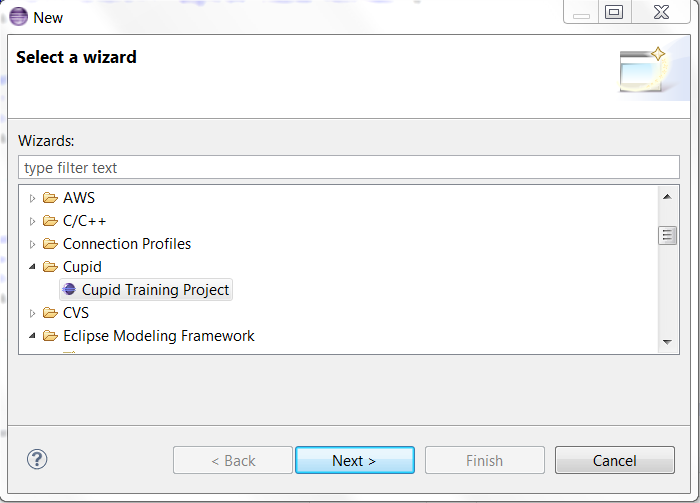 New
Select a wizard
Wizards:
type filter text
AWS
C/C++
Connection Profiles
Cupid
Cupid Training Project
CVS
Eclipse Modeling Framework
< Back Next > Finish Cancel